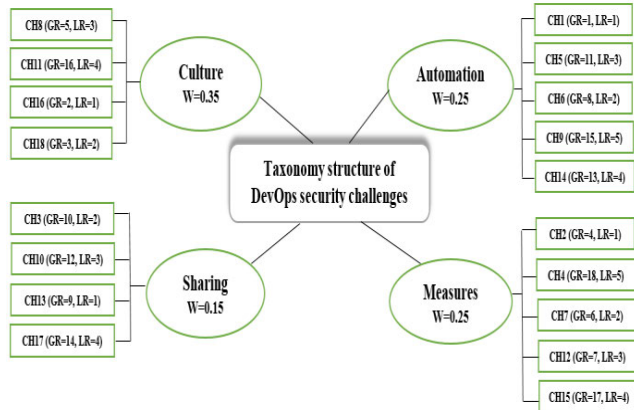 CH8 (GR=5, LR=3)
CH11 (GR=16, LR=4)
CH16 (GR=2, LR=1)
CH18 (GR=3, LR=2)
Culture
W=0.35
Automation
W=0.25
CH1 (GR=1, LR=1)
CH5 (GR=11, LR=3)
CH6 (GR=8, LR=2)
CH9 (GR=15, LR=5)
CH14 (GR=13, LR=4)
Taxonomy structure of
DevOps security challenges
CH3 (GR=10, LR=2)
CH10 (GR=12, LR=3)
CH13 (GR=9, LR=1)
CH17 (GR=14, LR=4)
Sharing
W=0.15
Measures
W=0.25
CH2 (GR=4, LR=1)
CH4 (GR=18, LR=5)
CH7 (GR=6, LR=2)
CH12 (GR=7, LR=3)
CH15 (GR=17, LR=4)